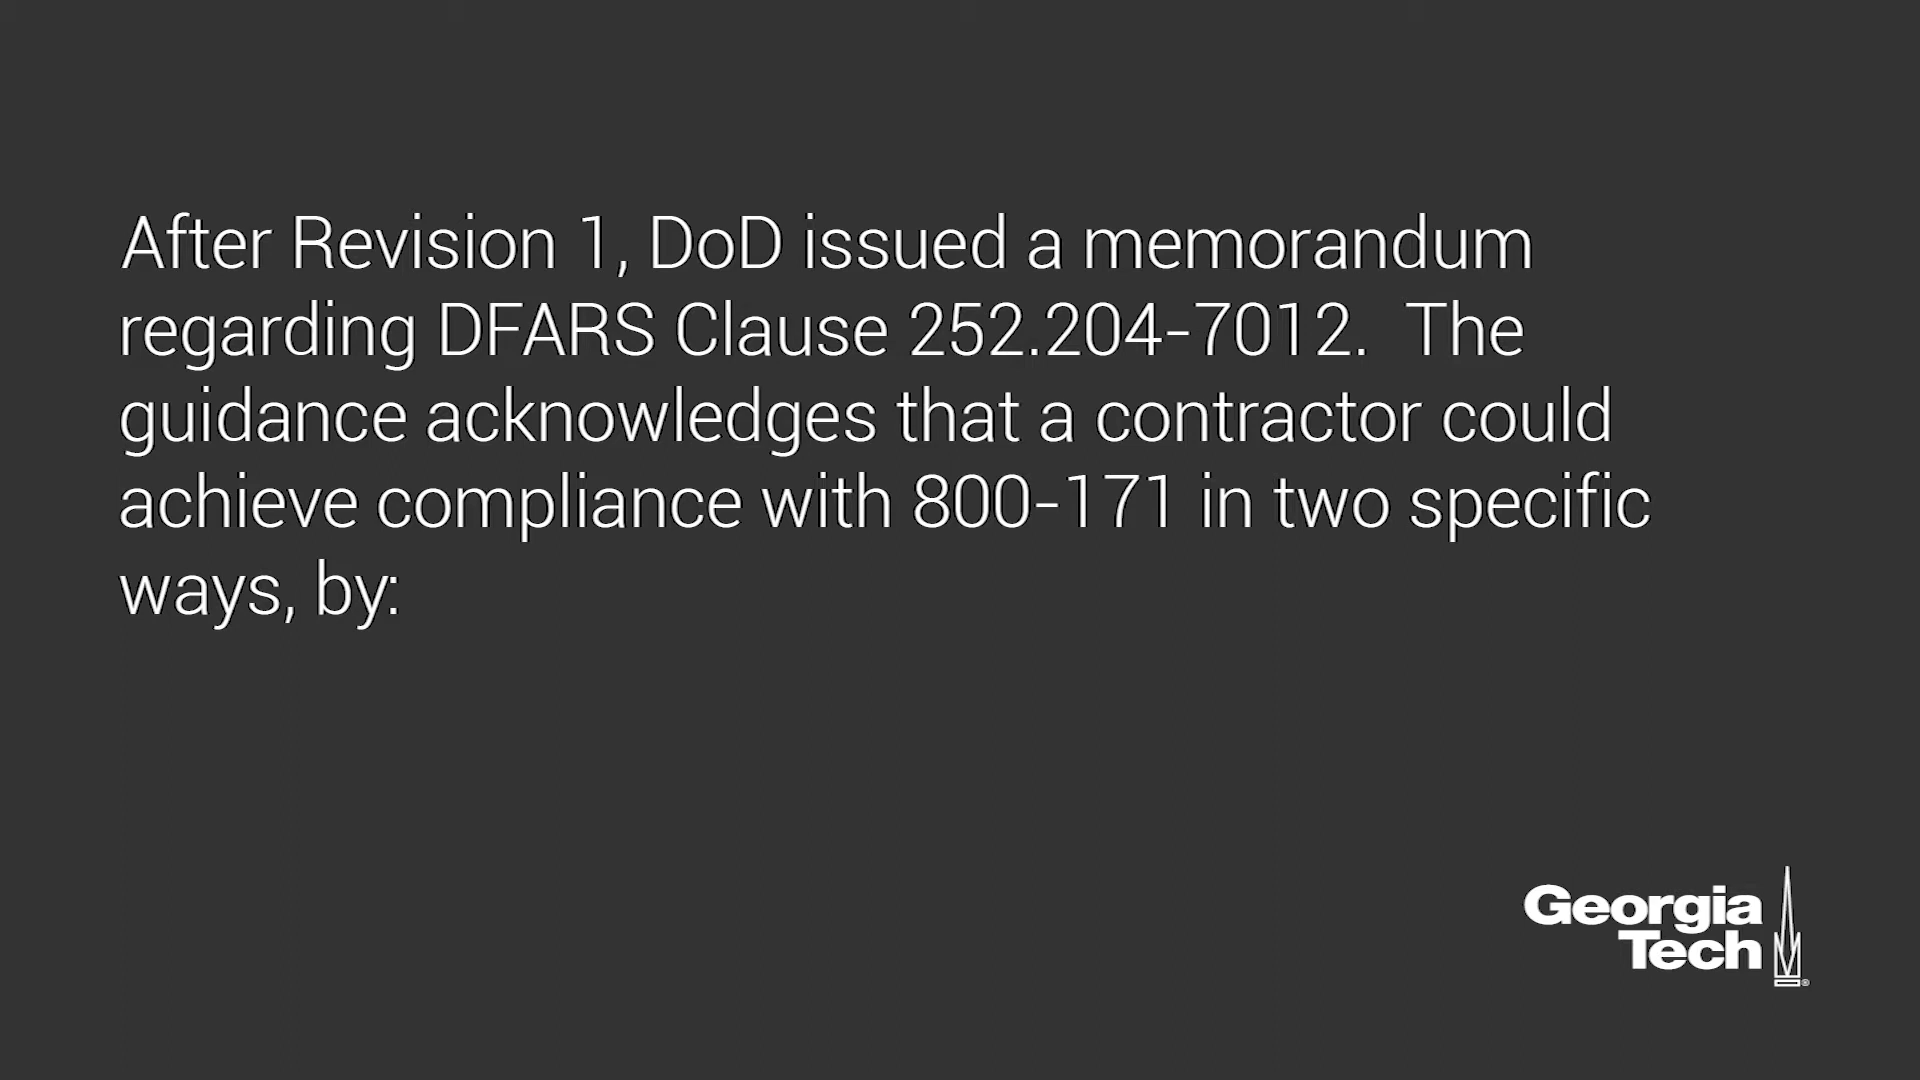 After Revision 1, DoD issued a memorandum
regarding DFARS Clause 252.204-7012.  The
guidance acknowledges that a contractor could
achieve compliance with 800-171 in two specific
ways, by:
Georgia
Tech
®